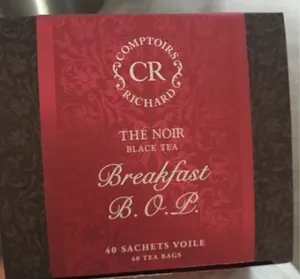 COMPTOIRS
CR
RICHARD
THÉ NOIR
BLACK TEA
Breakfast
B.O.P.
40 SACHETS VOILE
40 TEA BAGS